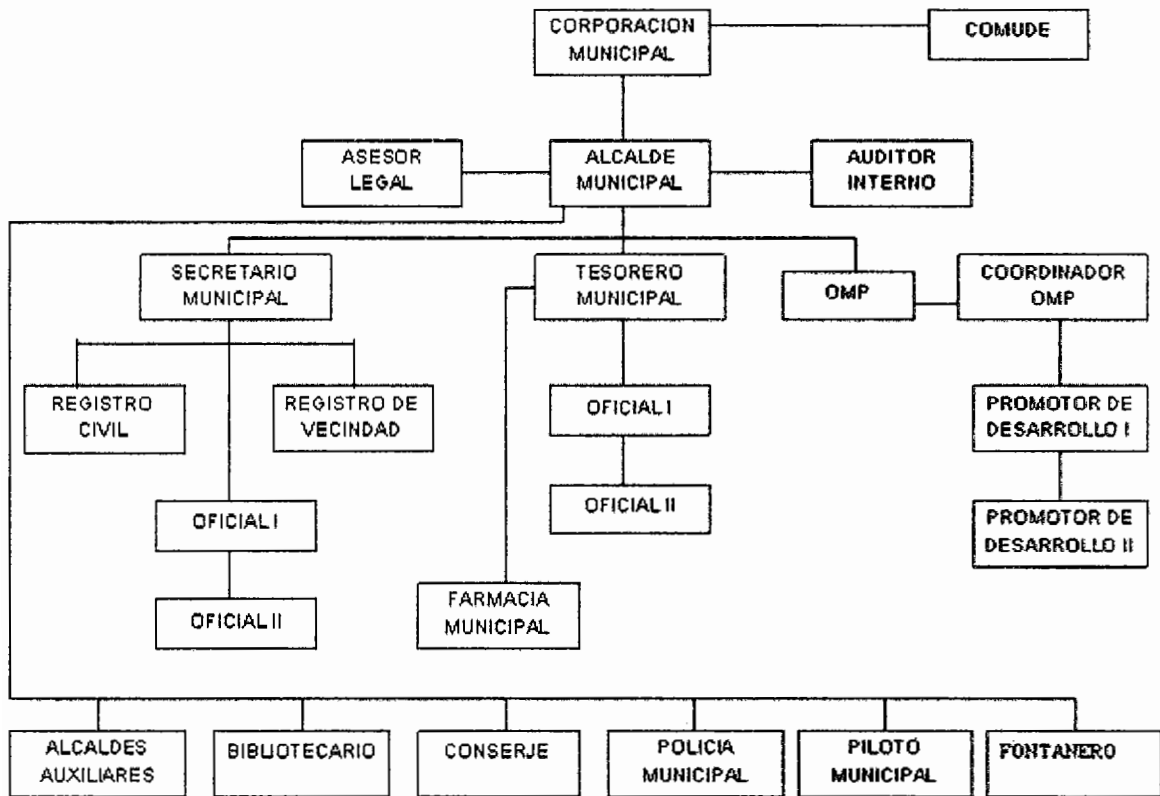 CORPORACION
MUNICIPAL
COMUDE
ASESOR
LEGAL
ALCALDE
MUNICIPAL
AUDITOR
INTERNO
SECRETARIO
MUNICIPAL
TESORERO
MUNICIPAL
OMP
COORDINADOR
OMP
REGISTRO
CIVIL
REGISTRO DE
VECINDAD
OFICIAL I
PROMOTOR DE
DESARROLLO I
OFICIAL I
OFICIAL II
PROMOTOR DE
DESARROLLO II
OFICIAL II
FARMACIA
MUNICIPAL
ALCALDES
AUXILIARES
BIBLIOTECARIO
CONSERJE
POLICIA
MUNICIPAL
PILOTO
MUNICIPAL
FONTANERO